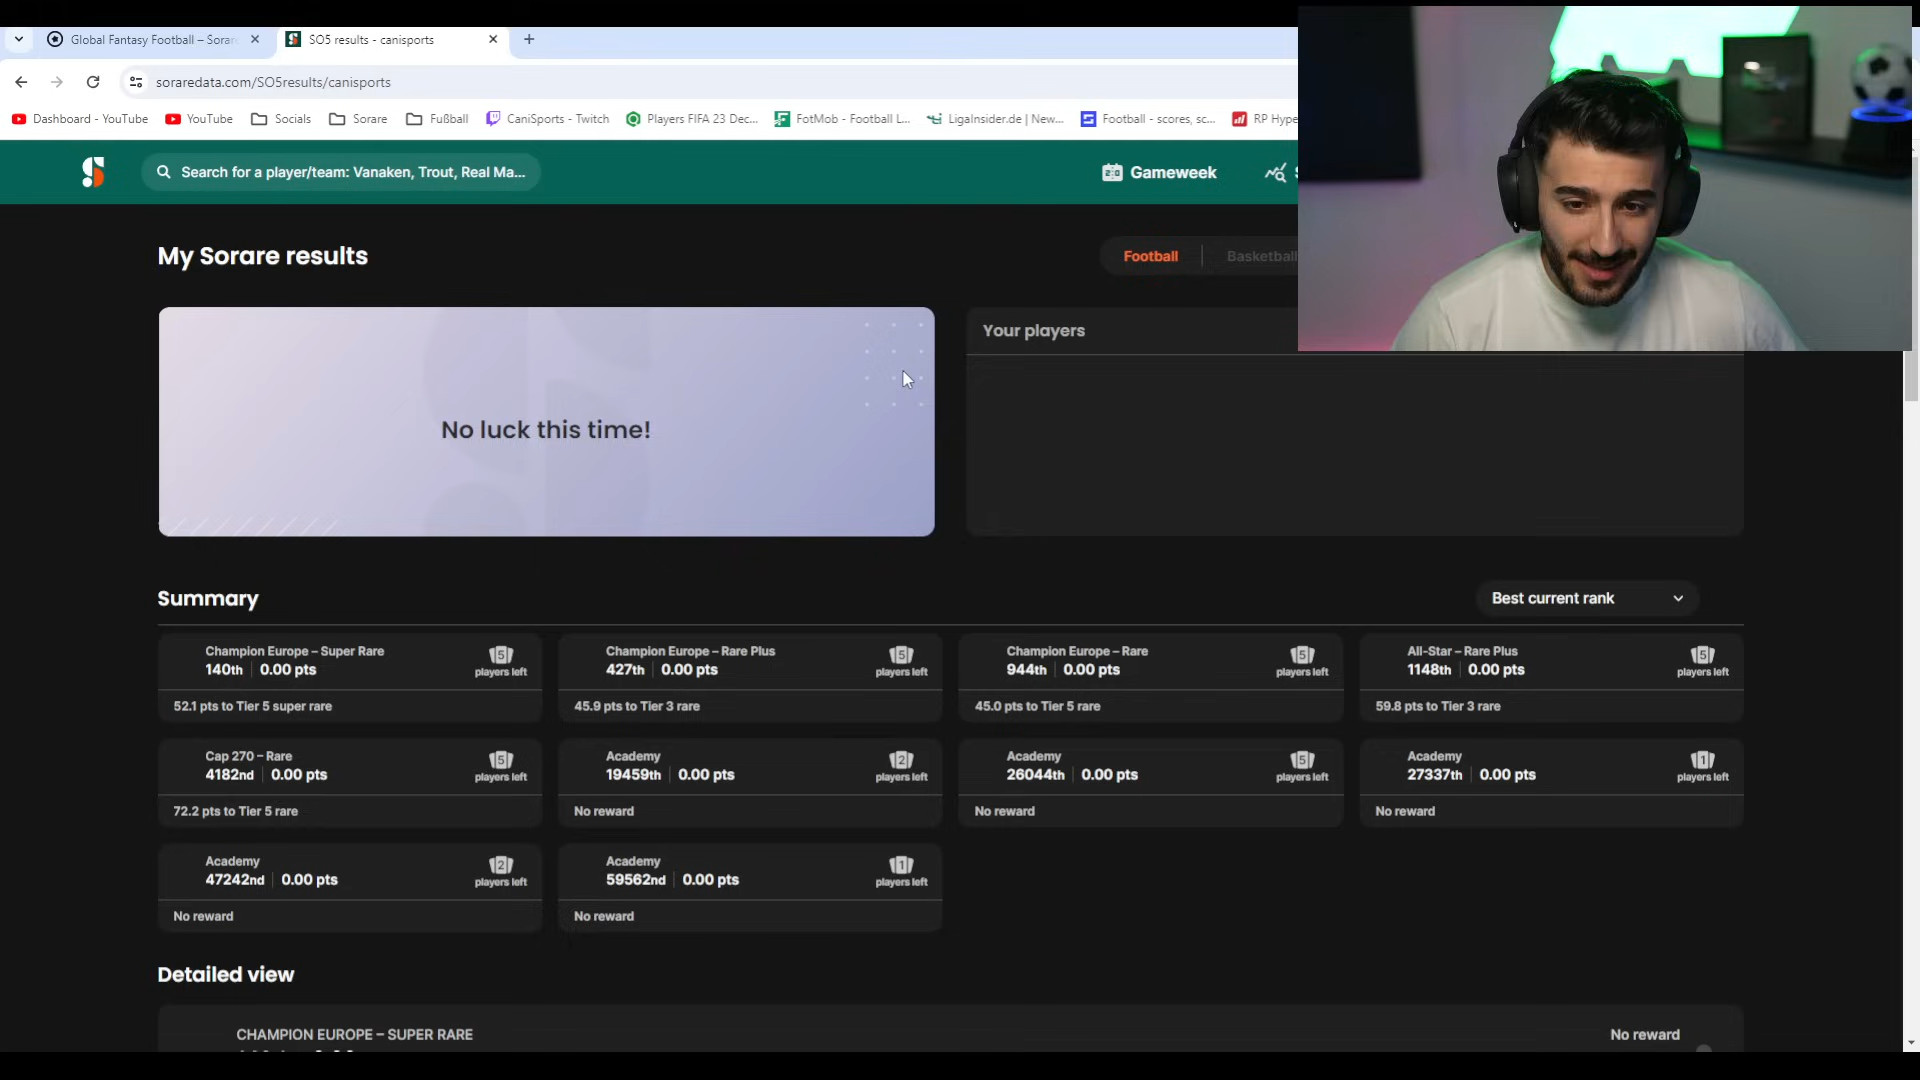 Global Fantasy Football – Sorar
SO5 results - canisports
soraredata.com/SO5results/canisports
Dashboard - YouTube
YouTube
Socials
Sorare
Fußball
CaniSports - Twitch
Players FIFA 23 Dec...
FotMob - Football L...
LigaInsider.de | New...
Football - scores, sc...
RP Hype
Search for a player/team: Vanaken, Trout, Real Ma...
Gameweek
My Sorare results
Football
Basketball
No luck this time!
Your players
Summary
Best current rank
Champion Europe – Super Rare
140th | 0.00 pts
5
players left
52.1 pts to Tier 5 super rare
Champion Europe – Rare Plus
427th | 0.00 pts
5
players left
45.9 pts to Tier 3 rare
Champion Europe – Rare
944th | 0.00 pts
5
players left
45.0 pts to Tier 5 rare
All-Star – Rare Plus
1148th | 0.00 pts
5
players left
59.8 pts to Tier 3 rare
Cap 270 – Rare
4182nd | 0.00 pts
5
players left
72.2 pts to Tier 5 rare
Academy
19459th | 0.00 pts
2
players left
No reward
Academy
26044th | 0.00 pts
5
players left
No reward
Academy
27337th | 0.00 pts
1
players left
No reward
Academy
47242nd | 0.00 pts
2
players left
No reward
Academy
59562nd | 0.00 pts
1
players left
No reward
Detailed view
CHAMPION EUROPE – SUPER RARE
No reward